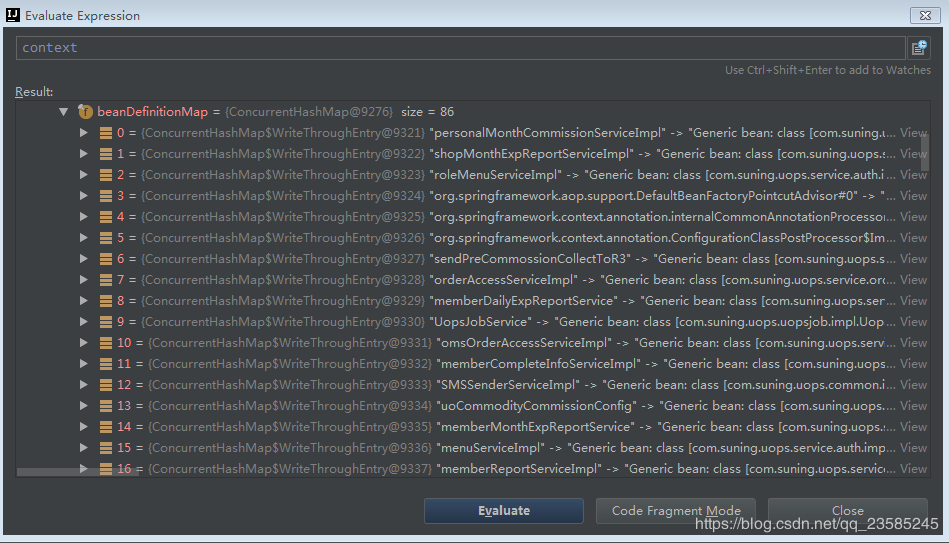 Evaluate Expression
context
Use Ctrl+Shift+Enter to add to Watches
Result:
beanDefinitionMap = {ConcurrentHashMap@9276} size = 86
0 = {ConcurrentHashMap$WriteThroughEntry@9321} "personalMonthCommissionServiceImpl" -> "Generic bean: class [com.suning.u... View
1 = {ConcurrentHashMap$WriteThroughEntry@9322} "shopMonthExpReportServiceImpl" -> "Generic bean: class [com.suning.uops.s... View
2 = {ConcurrentHashMap$WriteThroughEntry@9323} "roleMenuServiceImpl" -> "Generic bean: class [com.suning.uops.service.auth.i... View
3 = {ConcurrentHashMap$WriteThroughEntry@9324} "org.springframework.aop.support.DefaultBeanFactoryPointcutAdvisor#0" -> "... View
4 = {ConcurrentHashMap$WriteThroughEntry@9325} "org.springframework.context.annotation.internalCommonAnnotationProcessor... View
5 = {ConcurrentHashMap$WriteThroughEntry@9326} "org.springframework.context.annotation.ConfigurationClassPostProcessor$Im... View
6 = {ConcurrentHashMap$WriteThroughEntry@9327} "sendPreCommossionCollectToR3" -> "Generic bean: class [com.suning.uops.s... View
7 = {ConcurrentHashMap$WriteThroughEntry@9328} "orderAccessServiceImpl" -> "Generic bean: class [com.suning.uops.service.orc... View
8 = {ConcurrentHashMap$WriteThroughEntry@9329} "memberDailyExpReportService" -> "Generic bean: class [com.suning.uops.ser... View
9 = {ConcurrentHashMap$WriteThroughEntry@9330} "UopsJobService" -> "Generic bean: class [com.suning.uops.uopsjob.impl.Uop... View
10 = {ConcurrentHashMap$WriteThroughEntry@9331} "omsOrderAccessServiceImpl" -> "Generic bean: class [com.suning.uops.serv... View
11 = {ConcurrentHashMap$WriteThroughEntry@9332} "memberCompleteInfoServiceImpl" -> "Generic bean: class [com.suning.uops... View
12 = {ConcurrentHashMap$WriteThroughEntry@9333} "SMSSenderServiceImpl" -> "Generic bean: class [com.suning.uops.common.i... View
13 = {ConcurrentHashMap$WriteThroughEntry@9334} "uoCommodityCommissionConfig" -> "Generic bean: class [com.suning.uops.... View
14 = {ConcurrentHashMap$WriteThroughEntry@9335} "memberMonthExpReportService" -> "Generic bean: class [com.suning.uops.... View
15 = {ConcurrentHashMap$WriteThroughEntry@9336} "menuServiceImpl" -> "Generic bean: class [com.suning.uops.service.auth.imp... View
16 = {ConcurrentHashMap$WriteThroughEntry@9337} "memberReportServiceImpl" -> "Generic bean: class [com.suning.uops.service... View
Evaluate
Code Fragment Mode
Close
https://blog.csdn.net/qq_23585245